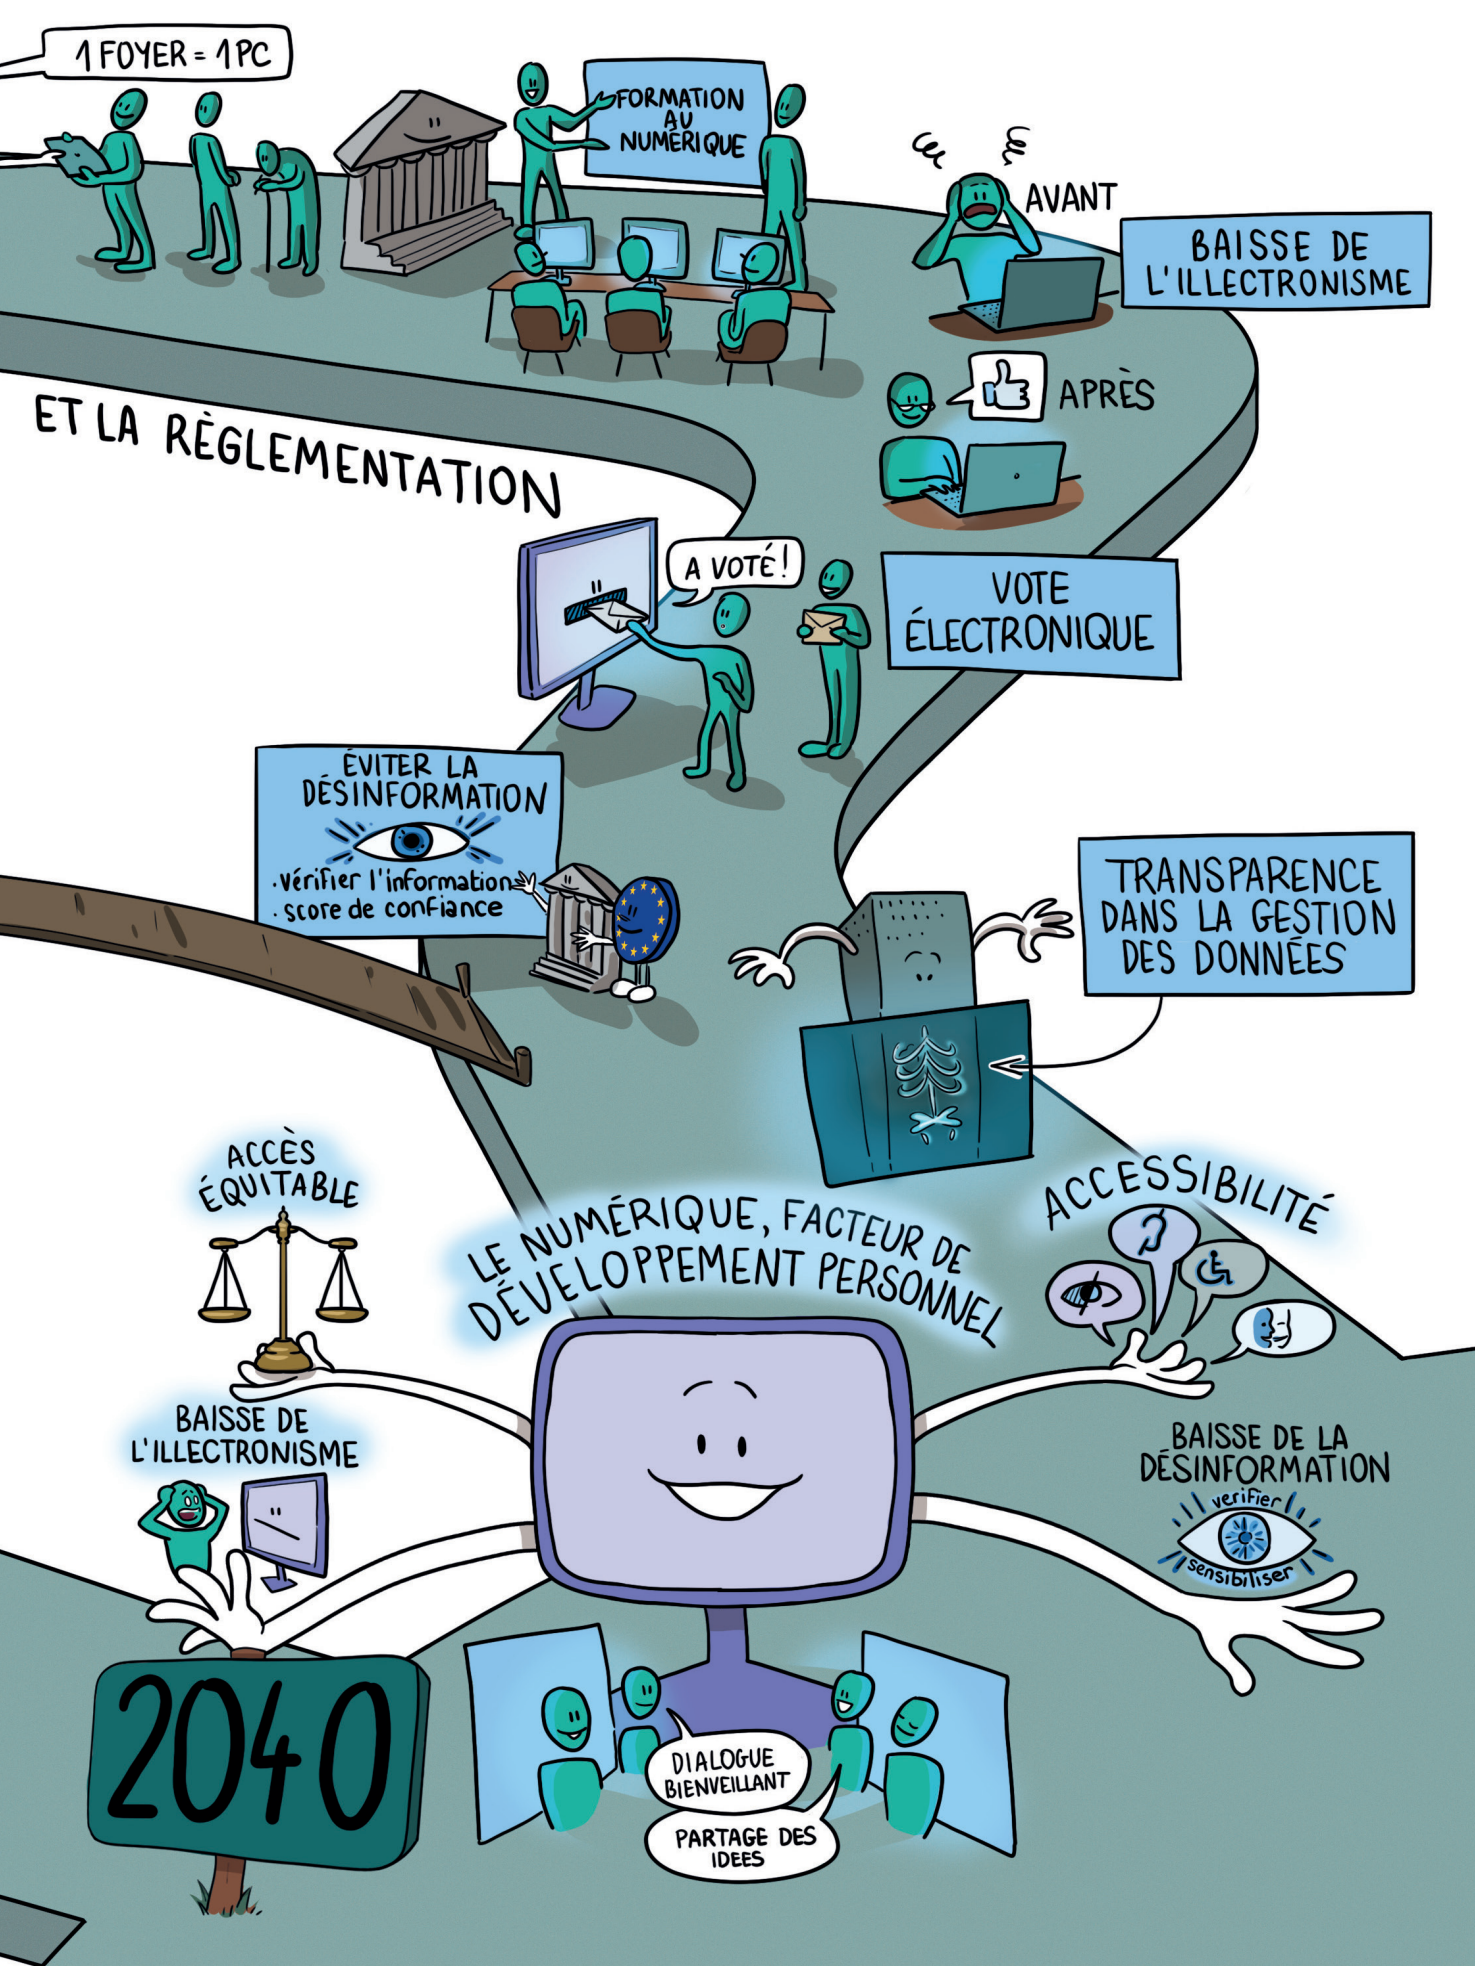 1 FOYER = 1 PC
FORMATION
AU
NUMÉRIQUE
AVANT
BAISSE DE
L'ILLECTRONISME
APRÈS
ET LA RÈGLEMENTATION
A VOTÉ !
VOTE
ÉLECTRONIQUE
ÉVITER LA
DÉSINFORMATION
· vérifier l'information
· score de confiance
TRANSPARENCE
DANS LA GESTION
DES DONNÉES
ACCÈS
ÉQUITABLE
LE NUMÉRIQUE, FACTEUR DE
DÉVELOPPEMENT PERSONNEL
ACCESSIBILITÉ
BAISSE DE
L'ILLECTRONISME
BAISSE DE LA
DÉSINFORMATION
verifier
sensibiliser
2040
DIALOGUE
BIENVEILLANT
PARTAGE DES
IDEES